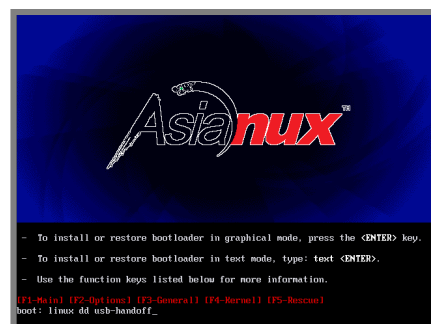 Asianux™
- To install or restore bootloader in graphical mode, press the <ENTER> key.
- To install or restore bootloader in text mode, type: text <ENTER>.
- Use the function keys listed below for more information.
[F1-Main] [F2-Options] [F3-General] [F4-Kernel] [F5-Rescue]
boot: linux dd usb-handoff_